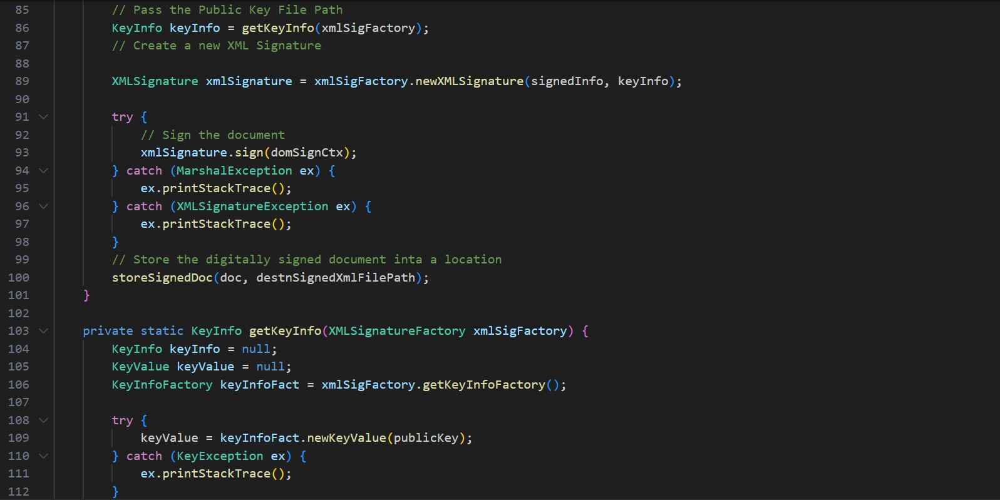 85 // Pass the Public Key File Path
86 KeyInfo keyInfo = getKeyInfo(xmlSigFactory);
87 // Create a new XML Signature
88
89 XMLSignature xmlSignature = xmlSigFactory.newXMLSignature(signedInfo, keyInfo);
90
91 try {
92 // Sign the document
93 xmlSignature.sign(domSignCtx);
94 } catch (MarshalException ex) {
95 ex.printStackTrace();
96 } catch (XMLSignatureException ex) {
97 ex.printStackTrace();
98 }
99 // Store the digitally signed document inta a location
100 storeSignedDoc(doc, destnSignedXmlFilePath);
101 }
102
103 private static KeyInfo getKeyInfo(XMLSignatureFactory xmlSigFactory) {
104 KeyInfo keyInfo = null;
105 KeyValue keyValue = null;
106 KeyInfoFactory keyInfoFact = xmlSigFactory.getKeyInfoFactory();
107
108 try {
109 keyValue = keyInfoFact.newKeyValue(publicKey);
110 } catch (KeyException ex) {
111 ex.printStackTrace();
112 }